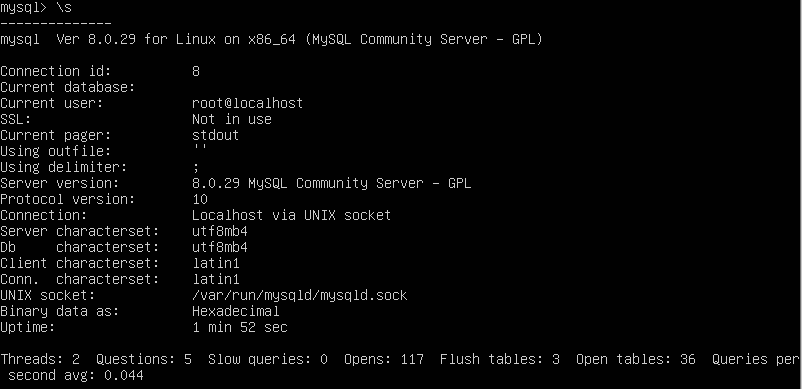 mysql> \s
--------------
mysql  Ver 8.0.29 for Linux on x86_64 (MySQL Community Server - GPL)

Connection id:          8
Current database:
Current user:           root@localhost
SSL:                    Not in use
Current pager:          stdout
Using outfile:          ''
Using delimiter:        ;
Server version:         8.0.29 MySQL Community Server - GPL
Protocol version:       10
Connection:             Localhost via UNIX socket
Server characterset:    utf8mb4
Db     characterset:    utf8mb4
Client characterset:    latin1
Conn.  characterset:    latin1
UNIX socket:            /var/run/mysqld/mysqld.sock
Binary data as:         Hexadecimal
Uptime:                 1 min 52 sec

Threads: 2  Questions: 5  Slow queries: 0  Opens: 117  Flush tables: 3  Open tables: 36  Queries per
 second avg: 0.044